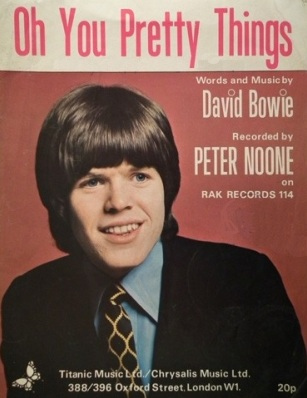 Oh You Pretty Things
Words and Music by
David Bowie
Recorded by
PETER NOONE
on
RAK RECORDS 114
Titanic Music Ltd./Chrysalis Music Ltd.
388/396 Oxford Street, London W1.
20p